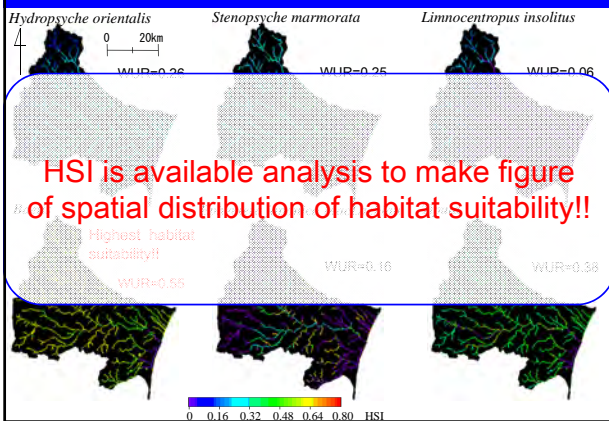 Hydropsyche orientalis Stenopsyche marmorata Limnocentropus insolitus
0 20km
WUR=0.26 WUR=0.25 WUR=0.06
HSI is available analysis to make figure
of spatial distribution of habitat suitability!!
Highest habitat
suitability!!
WUR=0.55 WUR=0.16 WUR=0.38
0 0.16 0.32 0.48 0.64 0.80 HSI